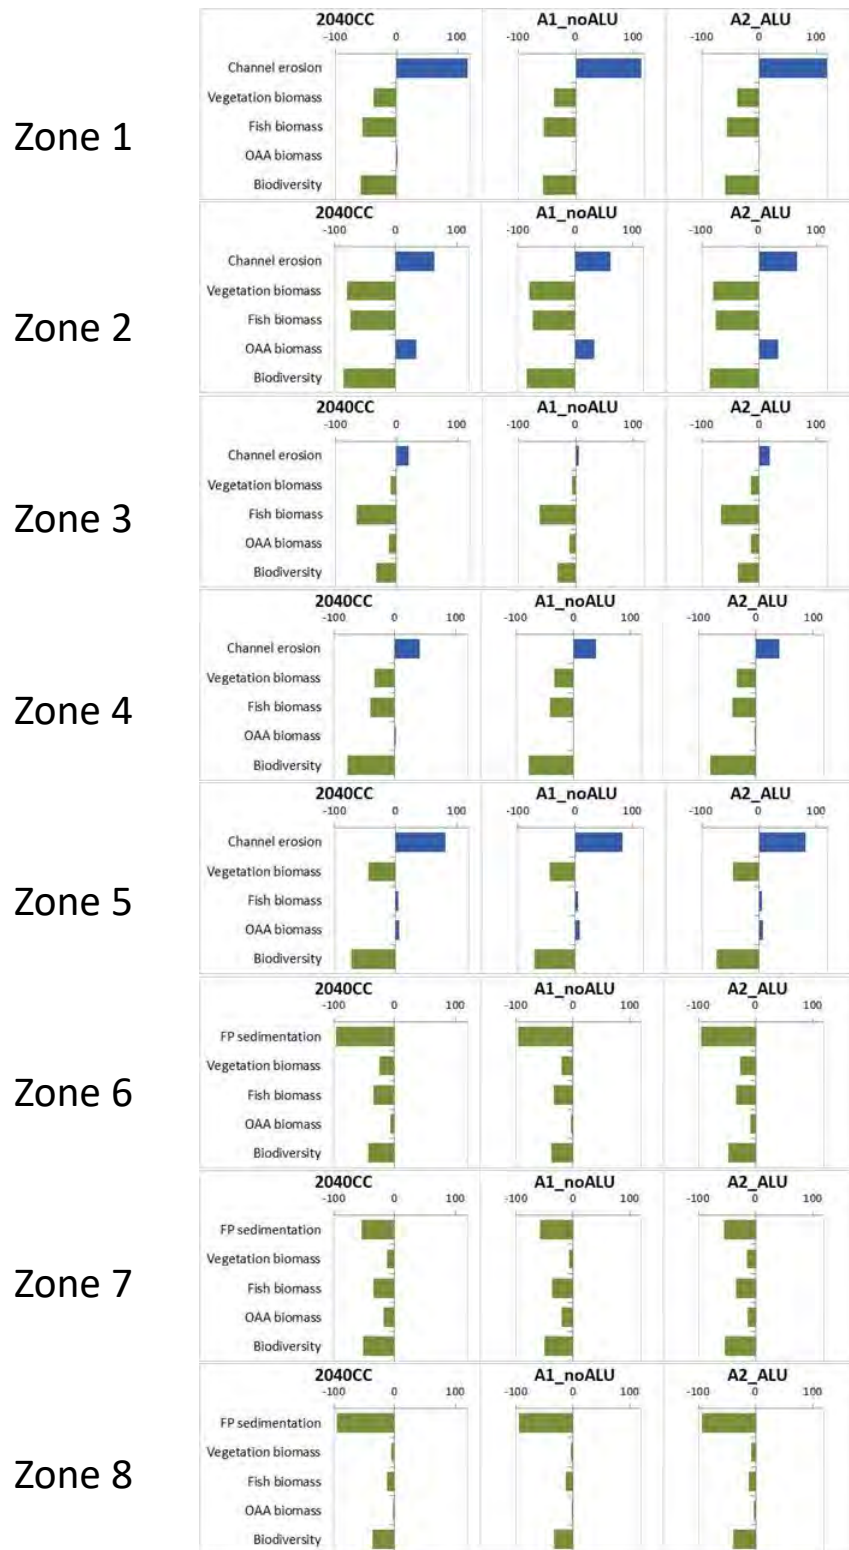 2040CC A1_noALU A2_ALU
-100 0 100 -100 0 100 -100 0 100
Zone 1
Channel erosion
Vegetation biomass
Fish biomass
OAA biomass
Biodiversity
2040CC A1_noALU A2_ALU
-100 0 100 -100 0 100 -100 0 100
Zone 2
Channel erosion
Vegetation biomass
Fish biomass
OAA biomass
Biodiversity
2040CC A1_noALU A2_ALU
-100 0 100 -100 0 100 -100 0 100
Zone 3
Channel erosion
Vegetation biomass
Fish biomass
OAA biomass
Biodiversity
2040CC A1_noALU A2_ALU
-100 0 100 -100 0 100 -100 0 100
Zone 4
Channel erosion
Vegetation biomass
Fish biomass
OAA biomass
Biodiversity
2040CC A1_noALU A2_ALU
-100 0 100 -100 0 100 -100 0 100
Zone 5
Channel erosion
Vegetation biomass
Fish biomass
OAA biomass
Biodiversity
2040CC A1_noALU A2_ALU
-100 0 100 -100 0 100 -100 0 100
Zone 6
FP sedimentation
Vegetation biomass
Fish biomass
OAA biomass
Biodiversity
2040CC A1_noALU A2_ALU
-100 0 100 -100 0 100 -100 0 100
Zone 7
FP sedimentation
Vegetation biomass
Fish biomass
OAA biomass
Biodiversity
2040CC A1_noALU A2_ALU
-100 0 100 -100 0 100 -100 0 100
Zone 8
FP sedimentation
Vegetation biomass
Fish biomass
OAA biomass
Biodiversity